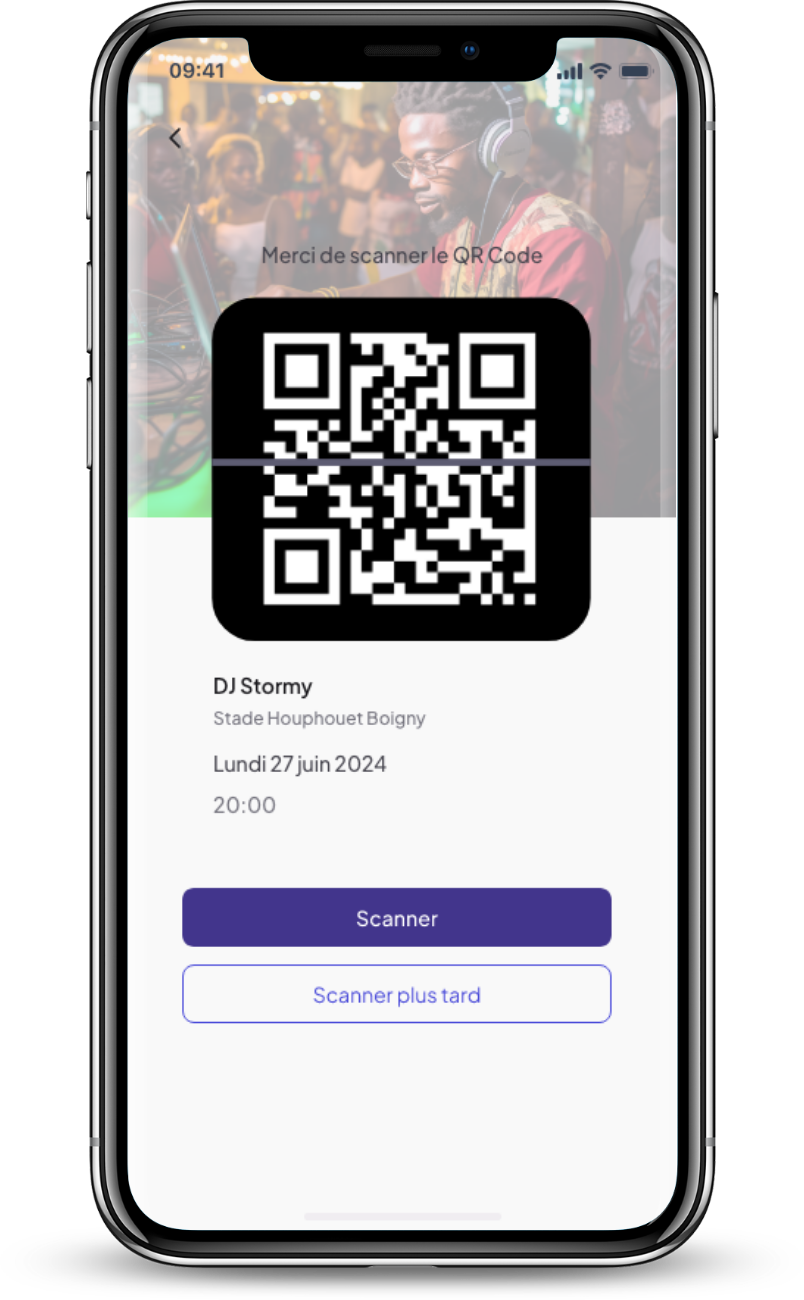 09:41
Merci de scanner le QR Code
DJ Stormy
Stade Houphouet Boigny
Lundi 27 juin 2024
20:00
Scanner
Scanner plus tard